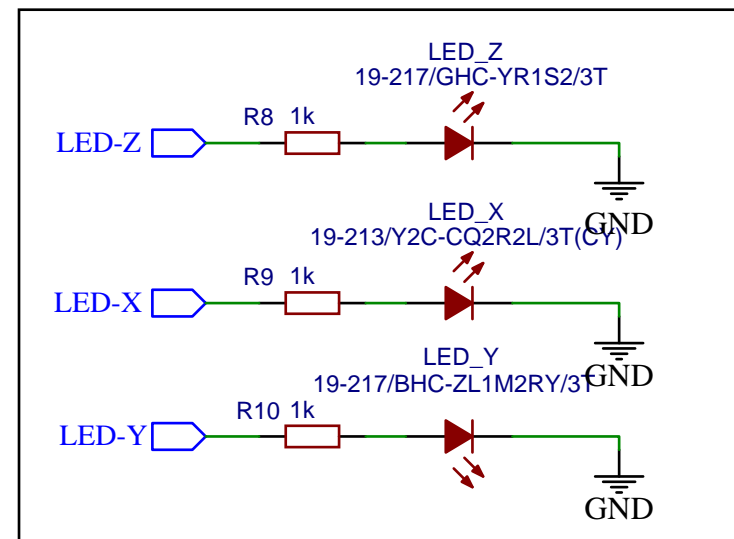 LED_Z
19-217/GHC-YR1S2/3T
R8 1k
LED-Z
GND
LED_X
19-213/Y2C-CQ2R2L/3T(CY)
R9 1k
LED-X
GND
LED_Y
19-217/BHC-ZL1M2RY/3T
R10 1k
LED-Y
GND